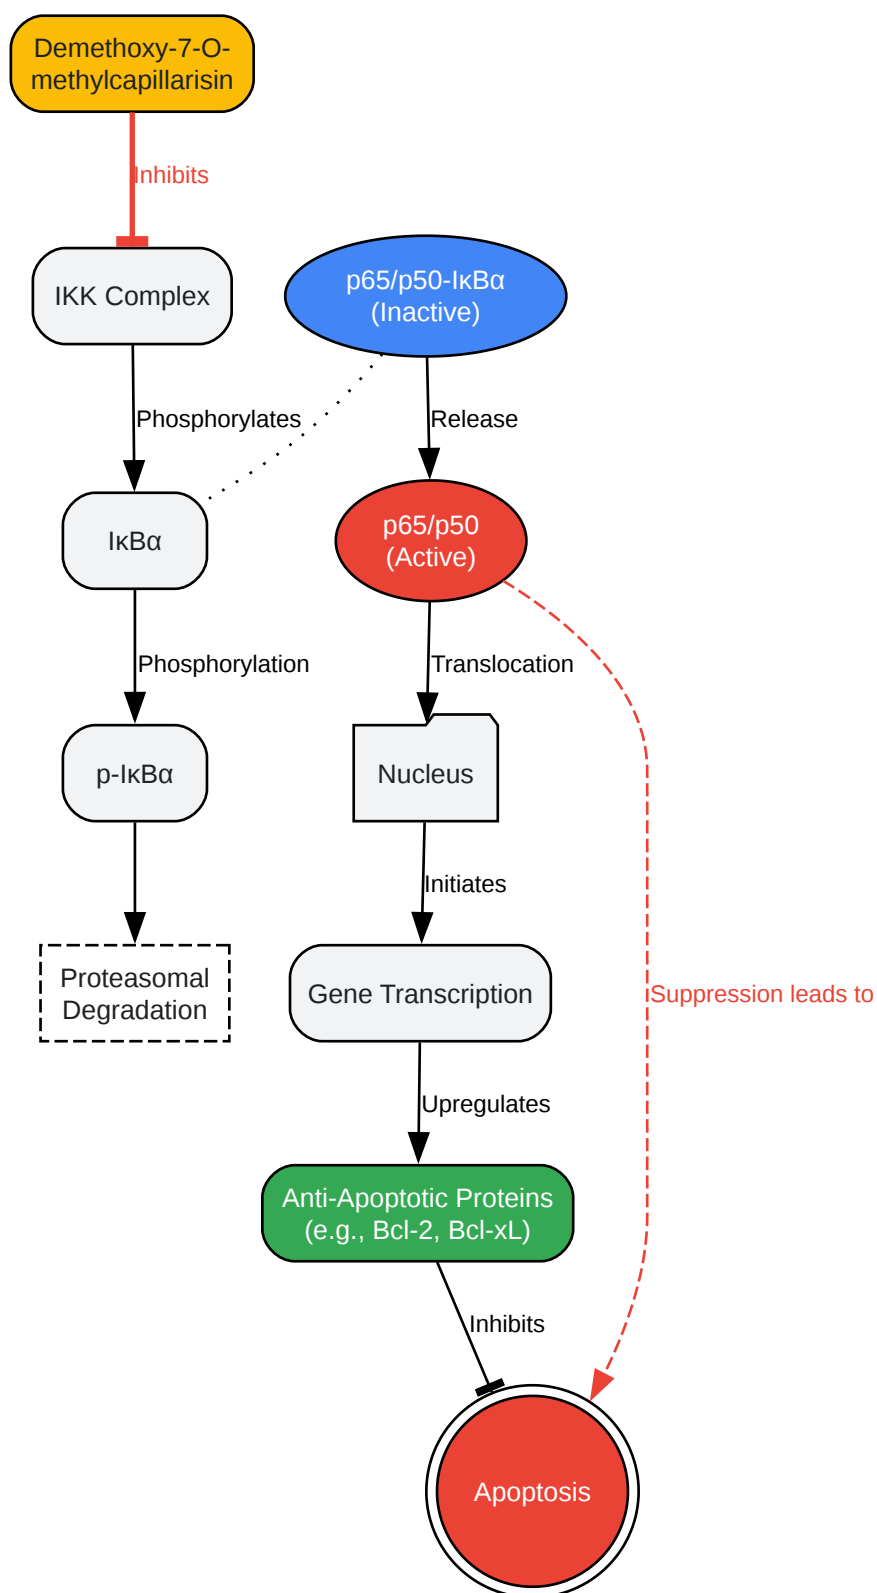 Demethoxy-7-O-
methylcapillarisin
Inhibits
IKK Complex
p65/p50-IκBα
(Inactive)
Phosphorylates
Release
IκBα
p65/p50
(Active)
Phosphorylation
Translocation
p-IκBα
Nucleus
Initiates
Proteasomal
Degradation
Gene Transcription
Suppression leads to
Upregulates
Anti-Apoptotic Proteins
(e.g., Bcl-2, Bcl-xL)
Inhibits
Apoptosis